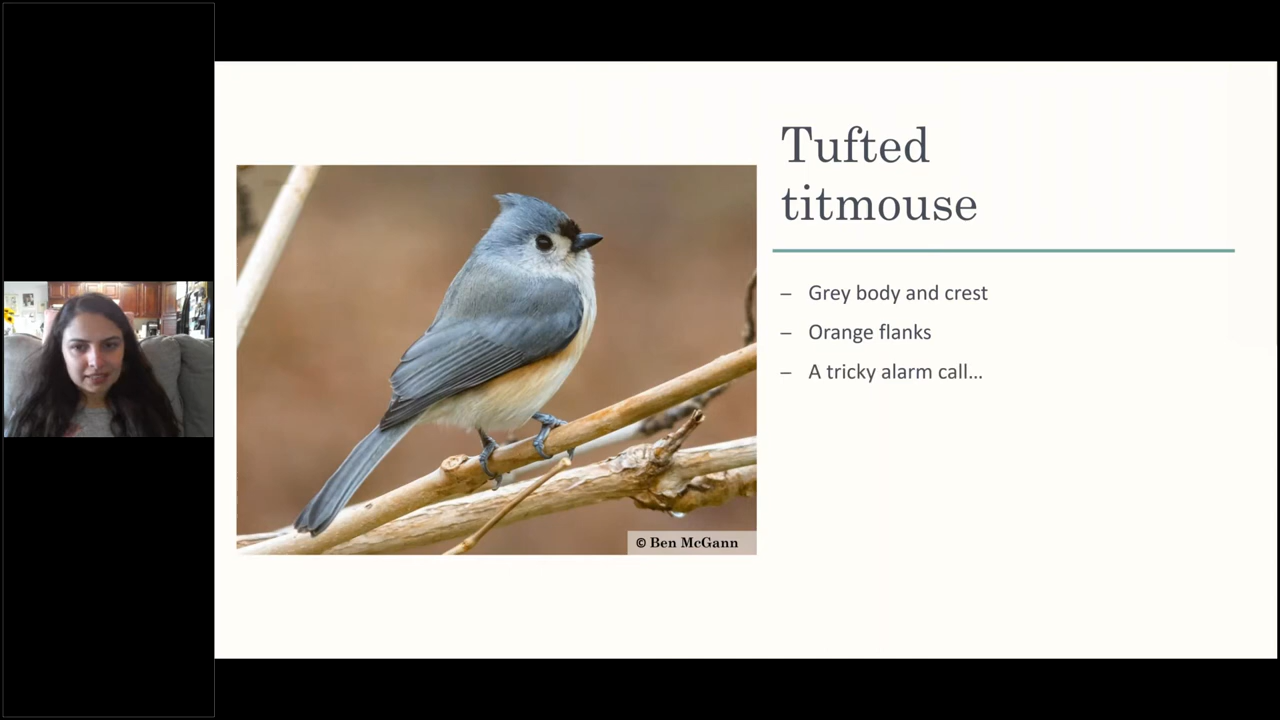 Tufted
titmouse
– Grey body and crest
– Orange flanks
– A tricky alarm call…
© Ben McGann